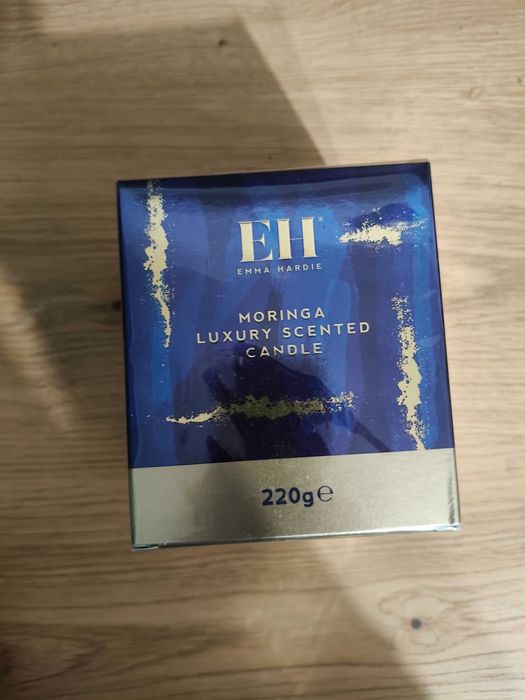 EH®
EMMA HARDIE
MORINGA
LUXURY SCENTED
CANDLE
220g℮